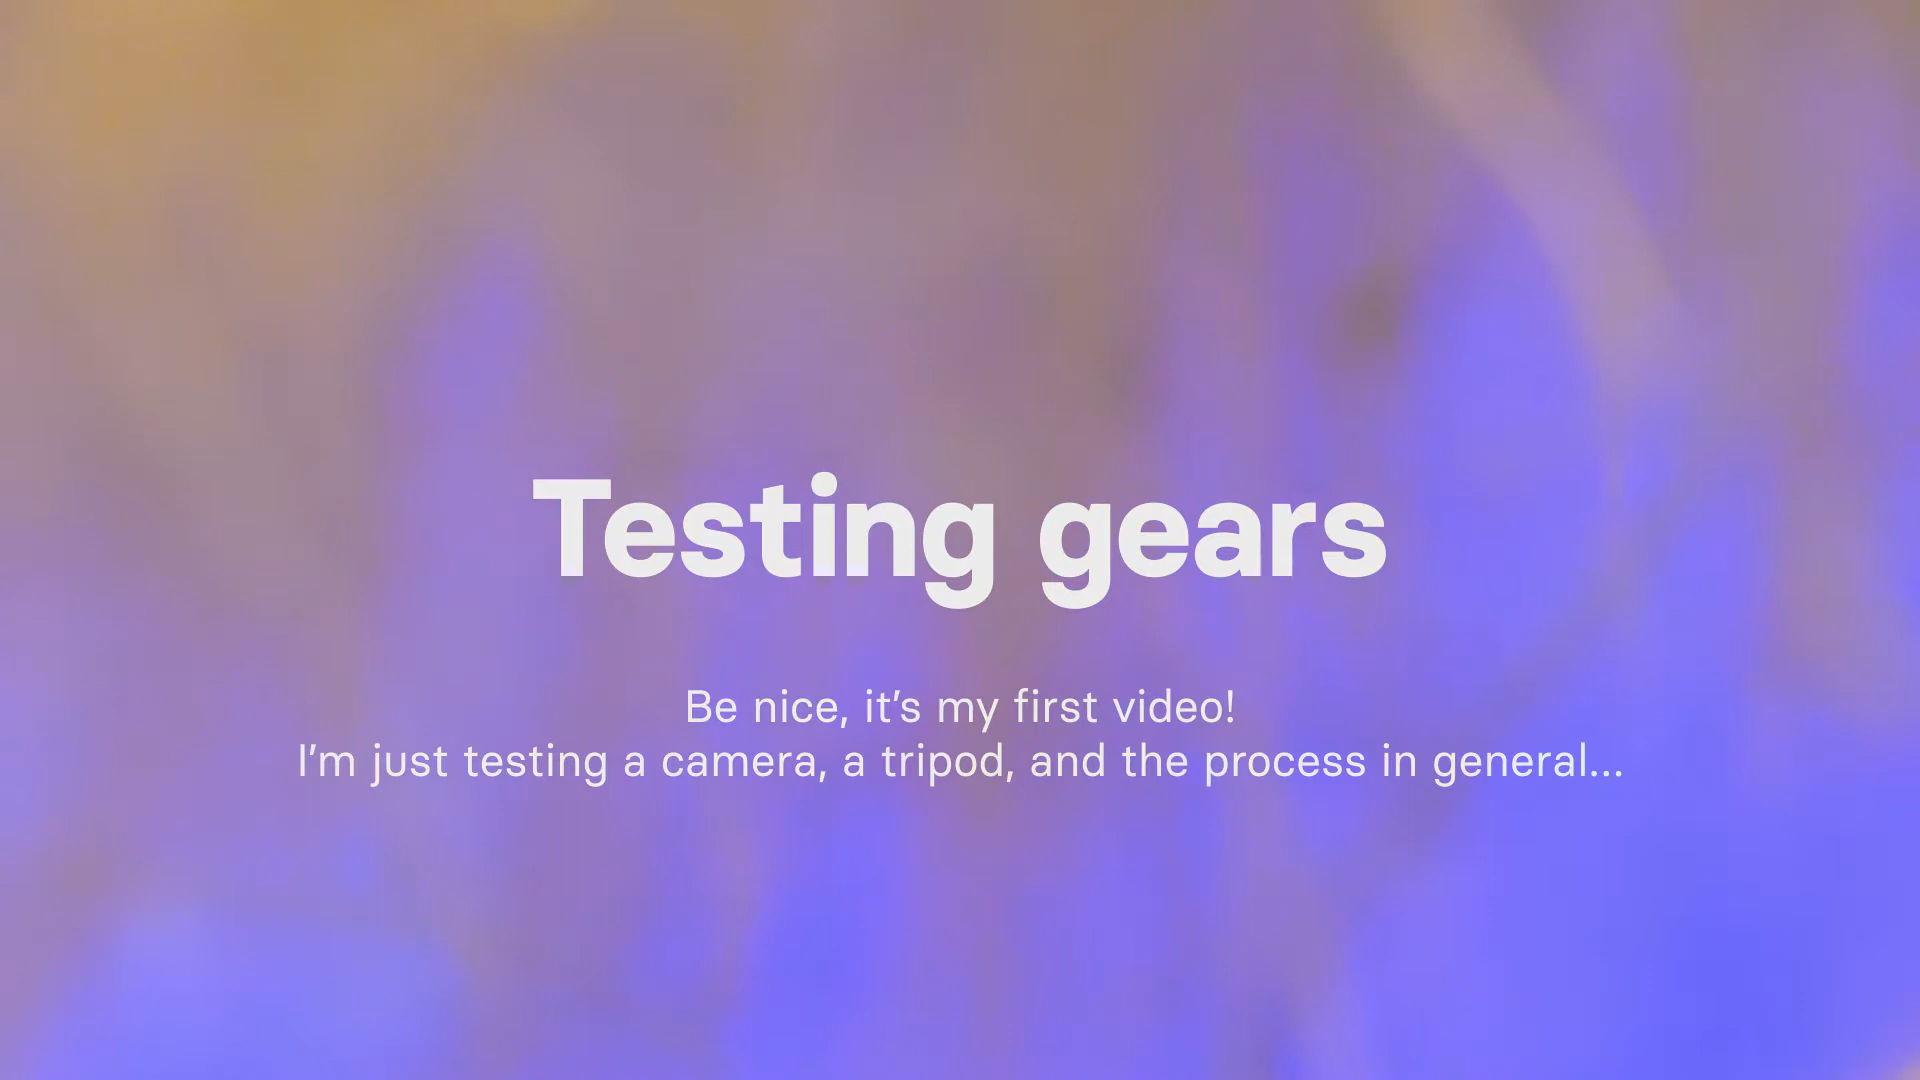 Testing gears
Be nice, it’s my first video!
I’m just testing a camera, a tripod, and the process in general...